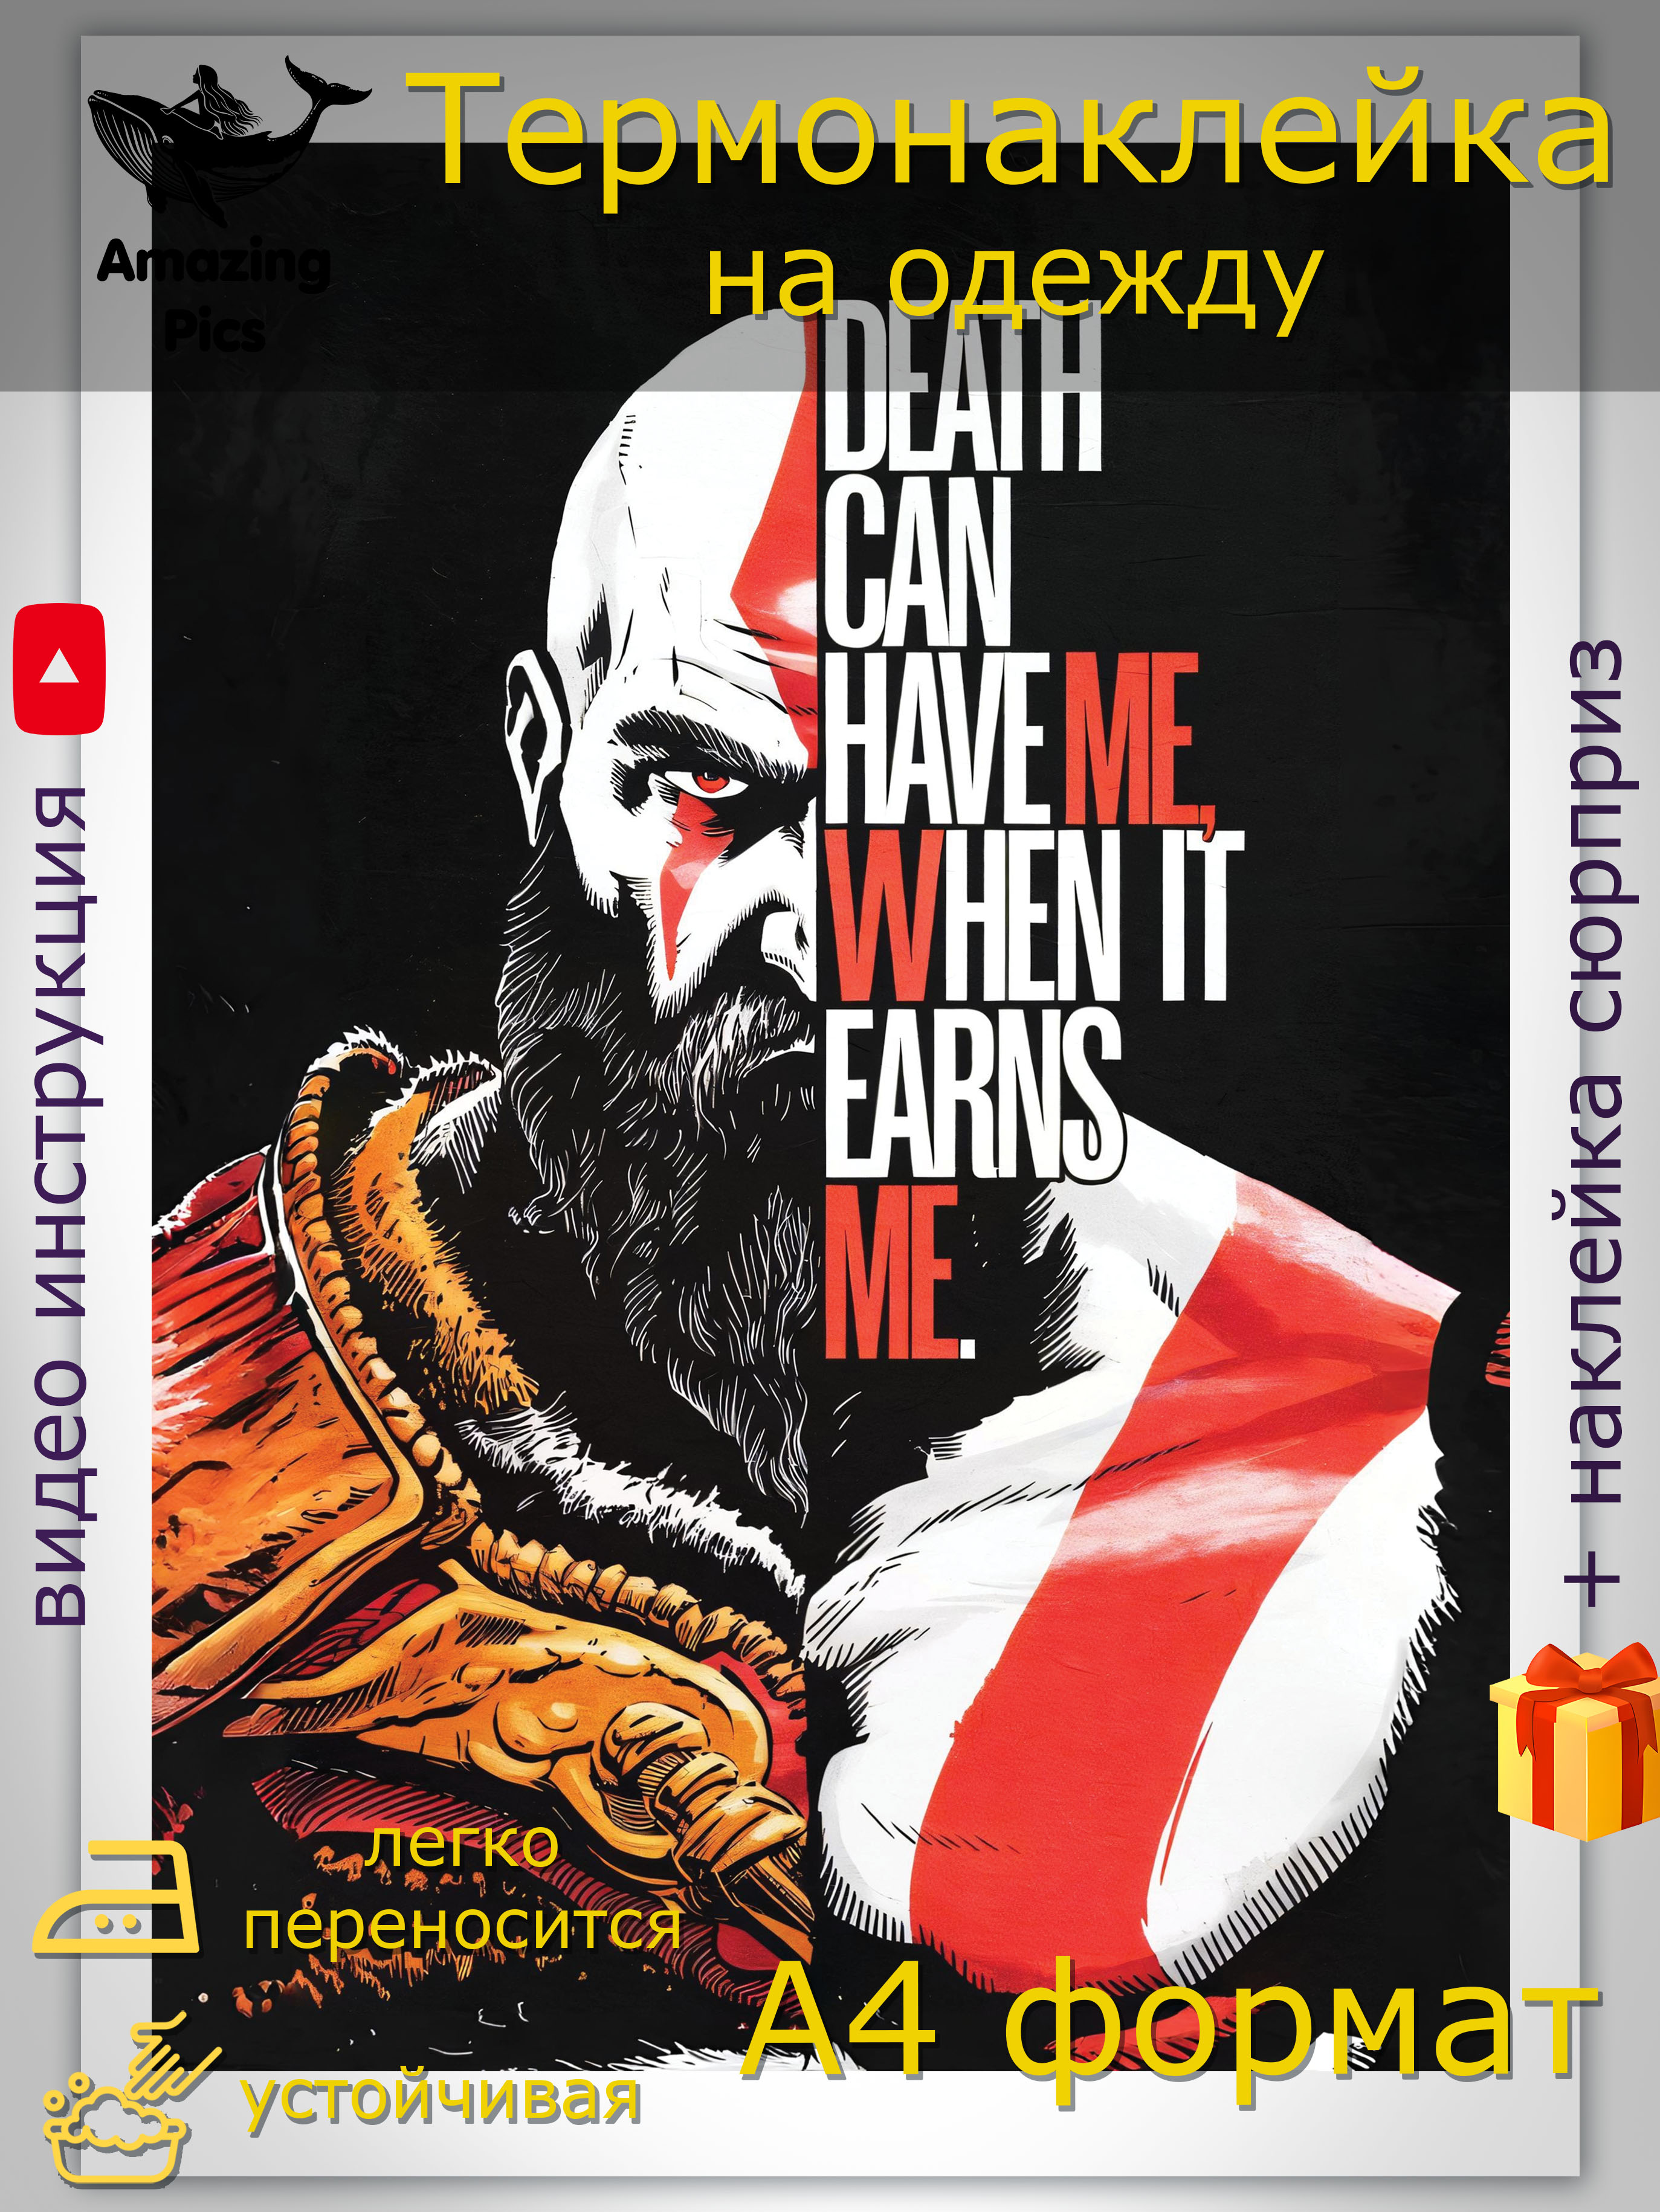 Amazing
Pics
Термонаклейка
на одежду
DEATH
CAN
HAVE ME,
WHEN IT
EARNS
ME.
видео инструкция
+ наклейка сюрприз
легко
переносится
устойчивая
А4 формат